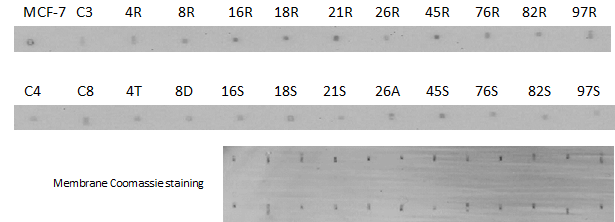 MCF-7 C3 4R 8R 16R 18R 21R 26R 45R 76R 82R 97R
C4 C8 4T 8D 16S 18S 21S 26A 45S 76S 82S 97S
Membrane Coomassie staining